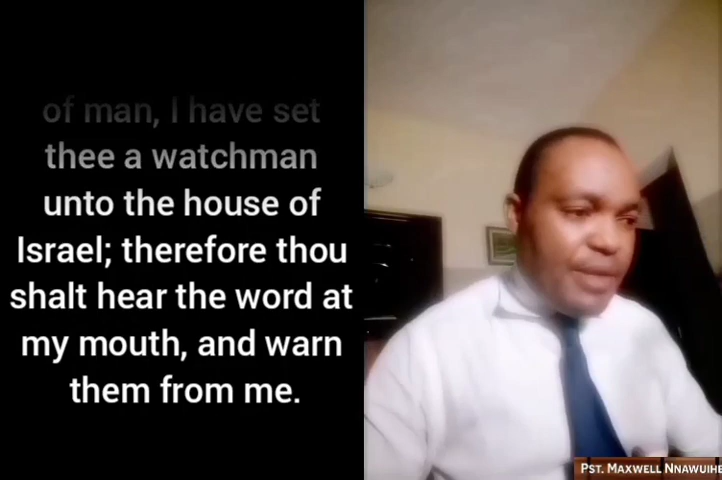 of man, I have set
thee a watchman
unto the house of
Israel; therefore thou
shalt hear the word at
my mouth, and warn
them from me.
PST. MAXWELL NNAWUIHE